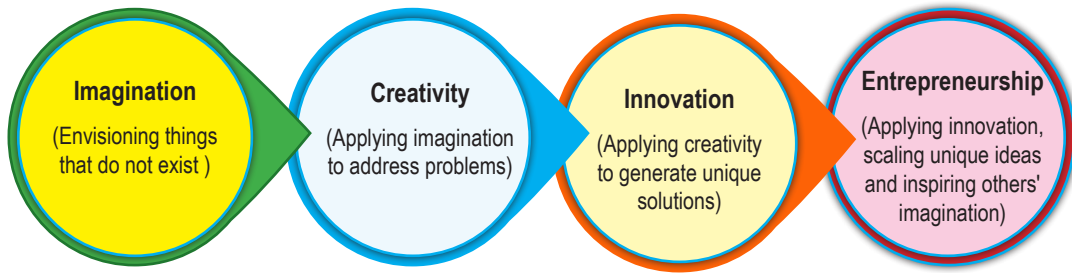 Imagination
(Envisioning things
that do not exist )
Creativity
(Applying imagination
to address problems)
Innovation
(Applying creativity
to generate unique
solutions)
Entrepreneurship
(Applying innovation,
scaling unique ideas
and inspiring others'
imagination)